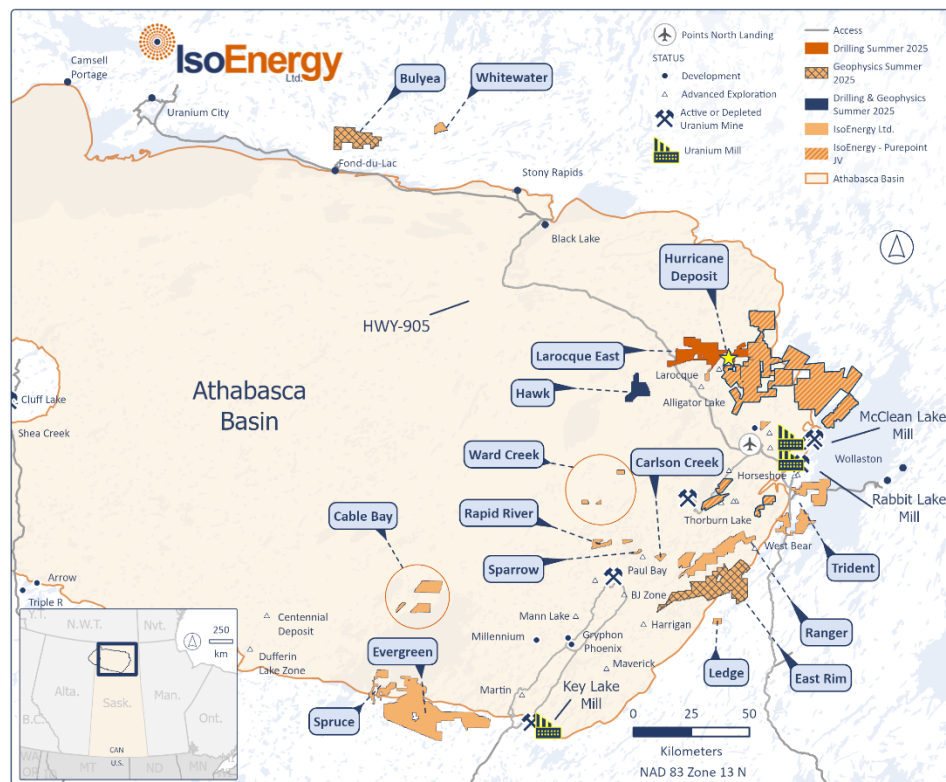 IsoEnergy
Ltd.
Camsell
Portage
Uranium City
Bulyea
Whitewater
Fond-du-Lac
Stony Rapids
Black Lake
Points North Landing
STATUS
Development
Advanced Exploration
Active or Depleted
Uranium Mine
Uranium Mill
Access
Drilling Summer 2025
Geophysics Summer
2025
Drilling & Geophysics
Summer 2025
IsoEnergy Ltd.
IsoEnergy - Purepoint
JV
Athabasca Basin
Hurricane
Deposit
HWY-905
Larocque East
Larocque
Hawk
Alligator Lake
Athabasca
Basin
Cluff Lake
Shea Creek
McClean Lake
Mill
Wollaston
Ward Creek
Carlson Creek
Horseshoe
Rabbit Lake
Mill
Cable Bay
Rapid River
Thorburn Lake
Sparrow
West Bear
Trident
Paul Bay
Arrow
Triple R
BJ Zone
Centennial
Deposit
Mann Lake
Harrigan
Ranger
Millennium
Gryphon
Phoenix
Dufferin
Lake Zone
Evergreen
Maverick
Ledge
East Rim
Martin
Key Lake
Mill
Spruce
Y.T.
N.W.T.
Nvt.
250
km
Alta.
Sask.
Man.
B.C.
Ont.
CAN
U.S.
WA
OR
ID
MT
ND
MN
0
25
50
Kilometers
NAD 83 Zone 13 N